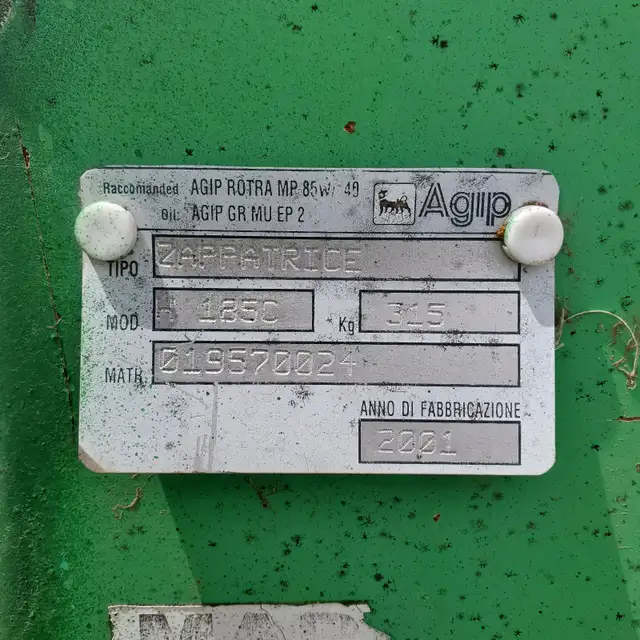 Raccomanded AGIP ROTRA MP 85W/ 40 Agip
oil: AGIP GR MU EP 2
TIPO ZAPPATRICE
MOD. H 185C Kg 315
MATR. 019570024
ANNO DI FABBRICAZIONE
2001